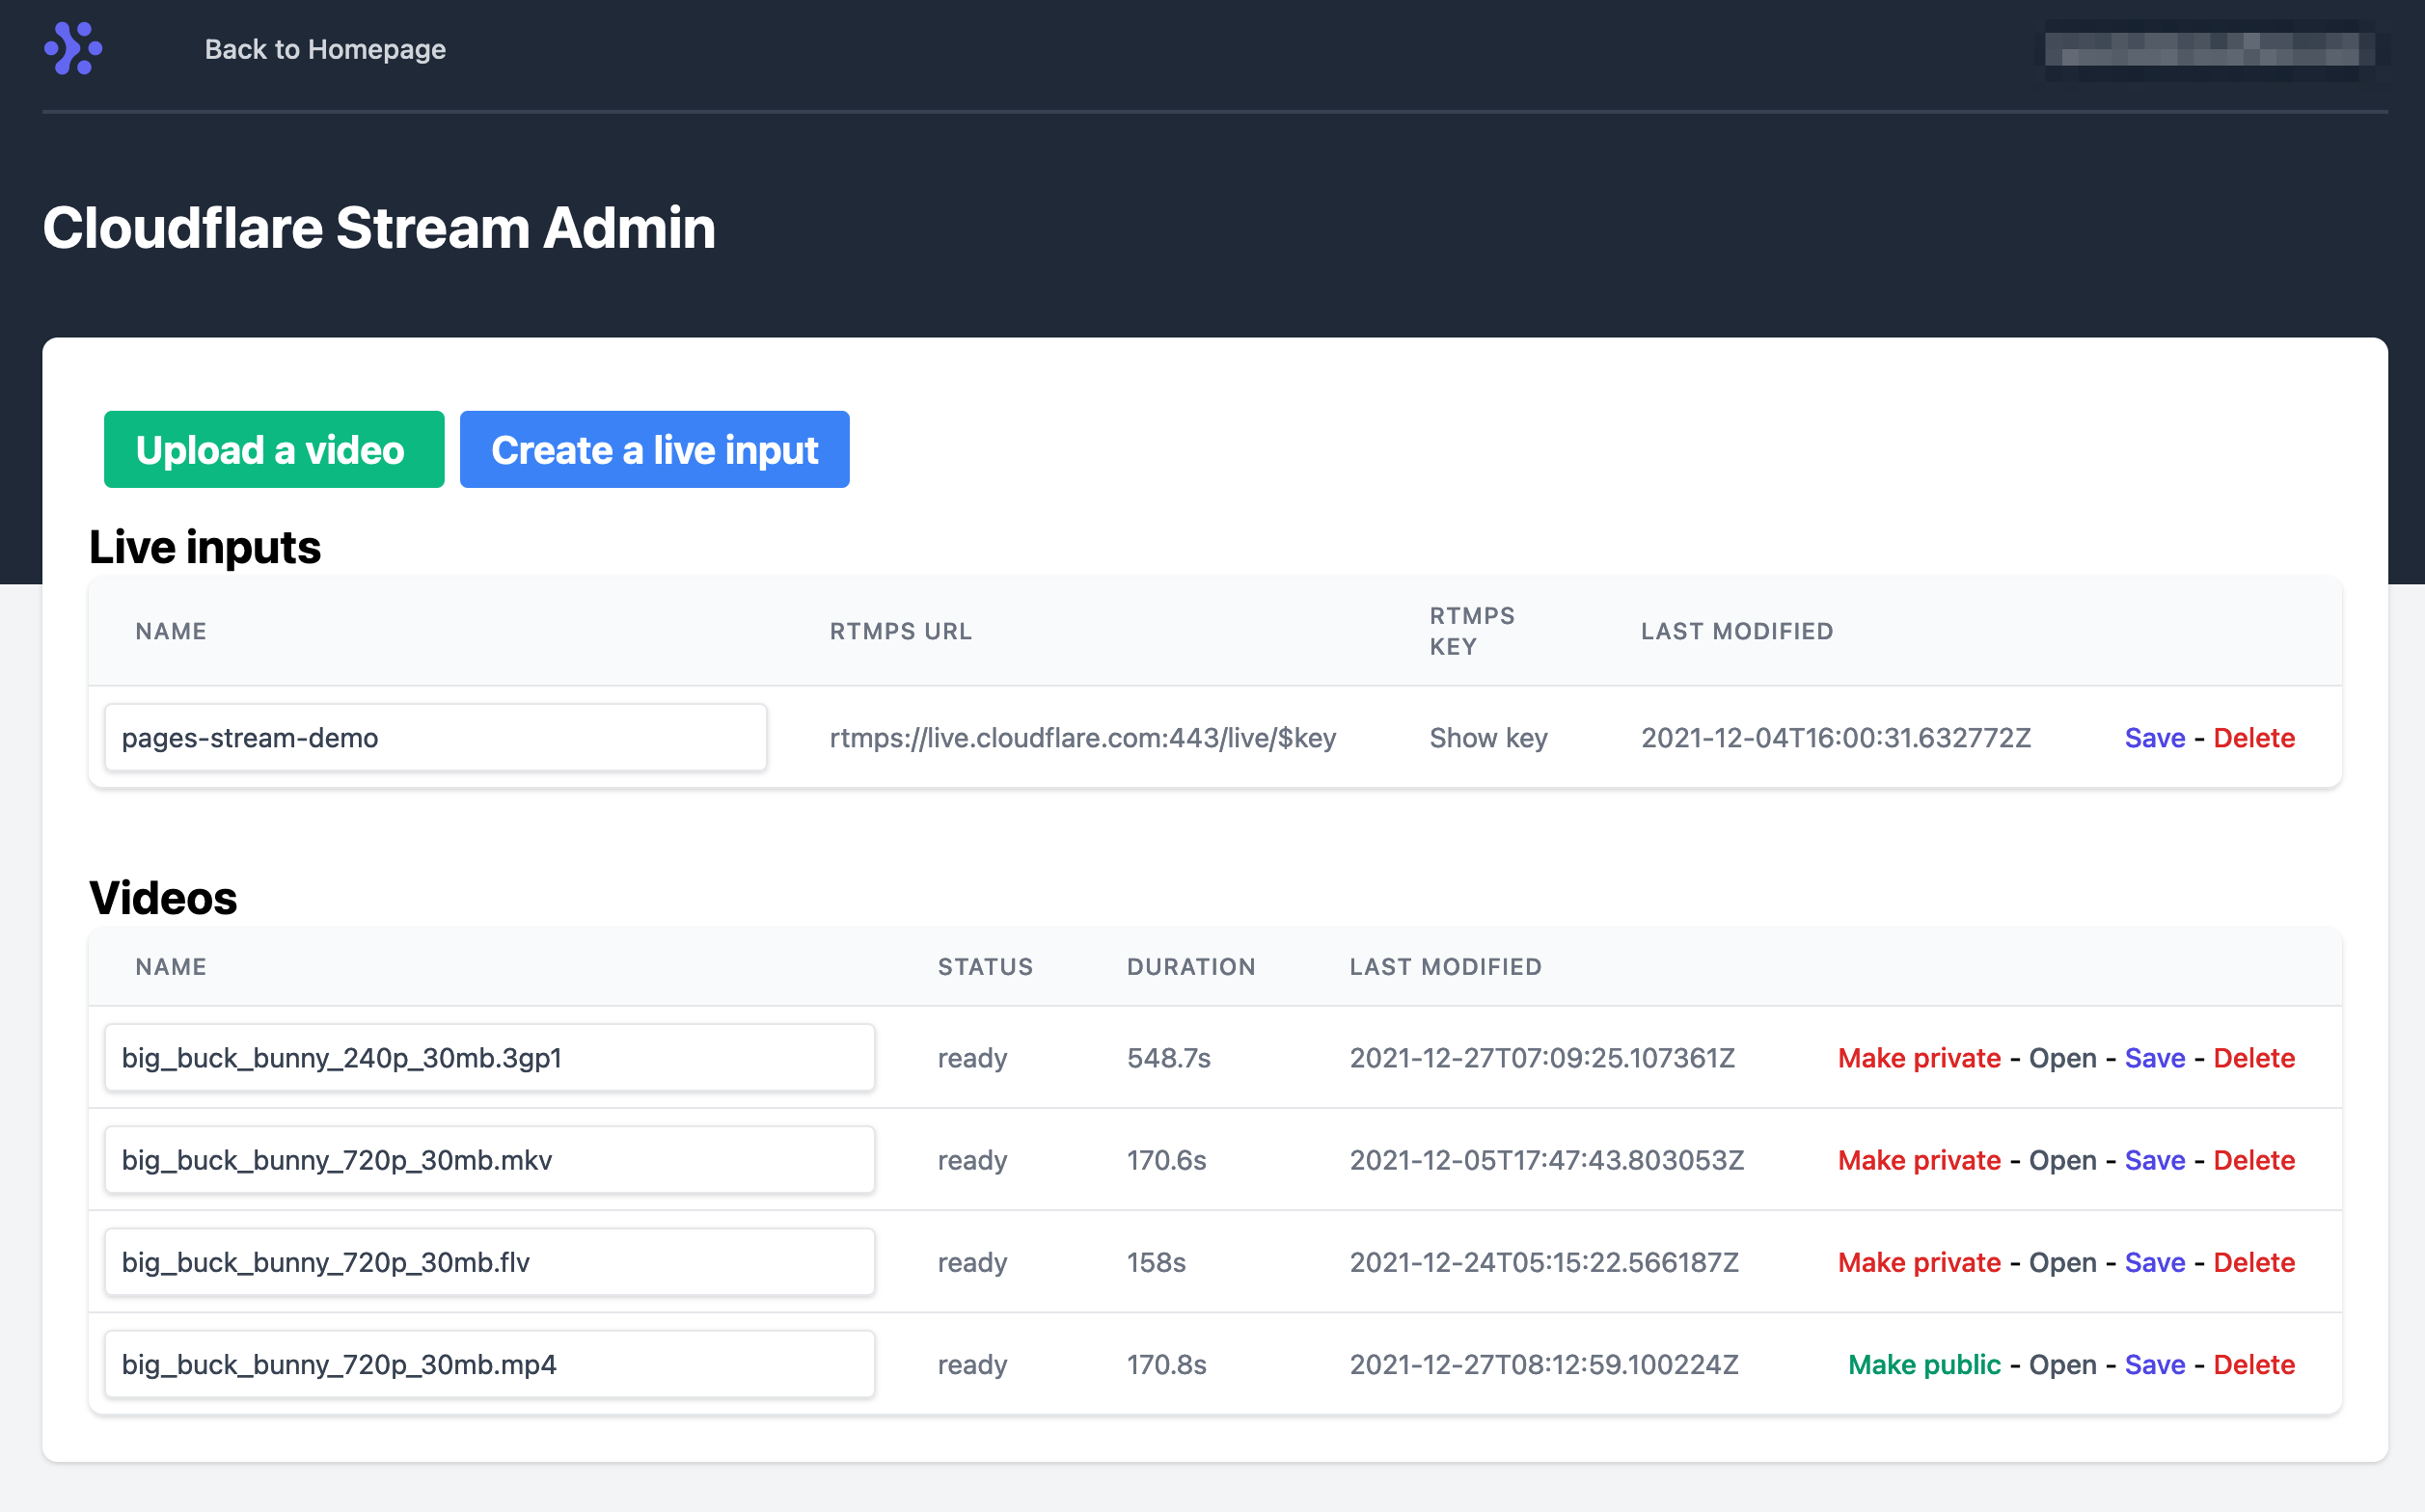 Back to Homepage
Cloudflare Stream Admin
Upload a video Create a live input
Live inputs
NAME RTMPS URL RTMPS KEY LAST MODIFIED
pages-stream-demo rtmps://live.cloudflare.com:443/live/$key Show key 2021-12-04T16:00:31.632772Z Save - Delete
Videos
NAME STATUS DURATION LAST MODIFIED
big_buck_bunny_240p_30mb.3gp1 ready 548.7s 2021-12-27T07:09:25.107361Z Make private - Open - Save - Delete
big_buck_bunny_720p_30mb.mkv ready 170.6s 2021-12-05T17:47:43.803053Z Make private - Open - Save - Delete
big_buck_bunny_720p_30mb.flv ready 158s 2021-12-24T05:15:22.566187Z Make private - Open - Save - Delete
big_buck_bunny_720p_30mb.mp4 ready 170.8s 2021-12-27T08:12:59.100224Z Make public - Open - Save - Delete